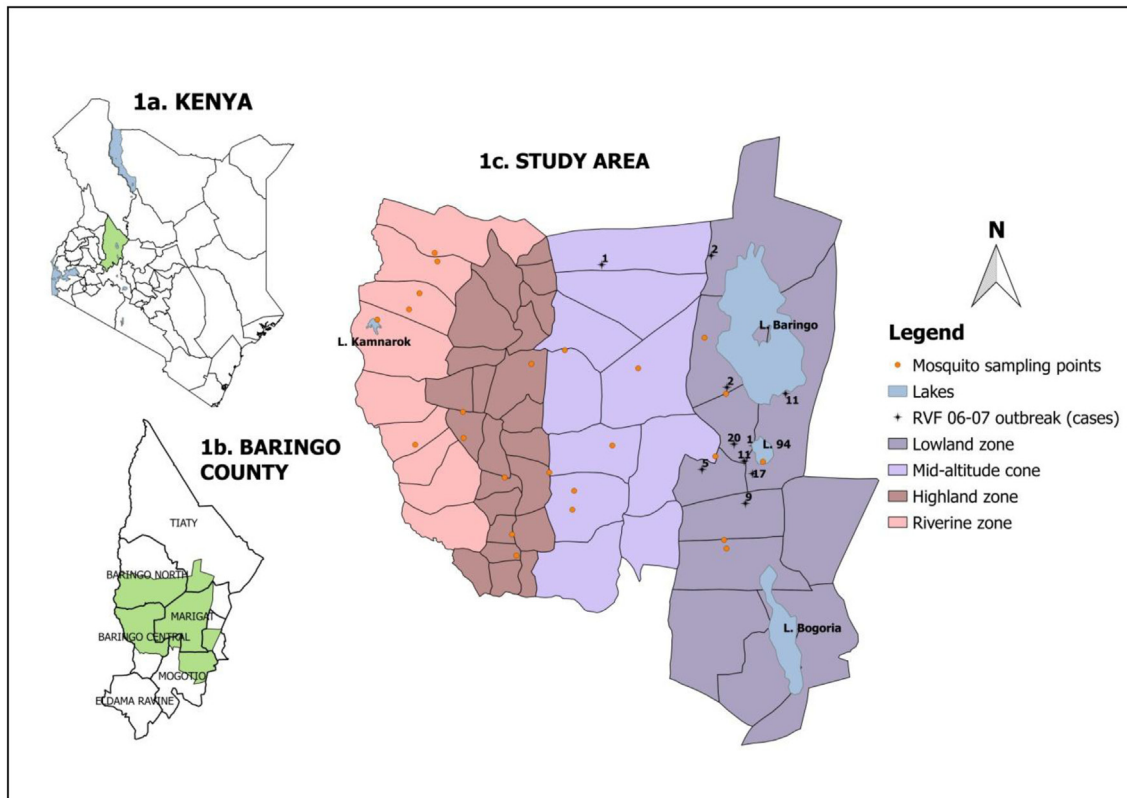 1a. KENYA
1b. BARINGO
COUNTY
TIATY
BARINGO NORTH
MARIGAT
BARINGO CENTRAL
MOGOTIO
ELDAMA RAVINE
1c. STUDY AREA
1
2
L. Baringo
L. Kamnarok
2
11
20
1
L. 94
11
5
17
9
L. Bogoria
N
Legend
Mosquito sampling points
Lakes
RVF 06-07 outbreak (cases)
Lowland zone
Mid-altitude cone
Highland zone
Riverine zone